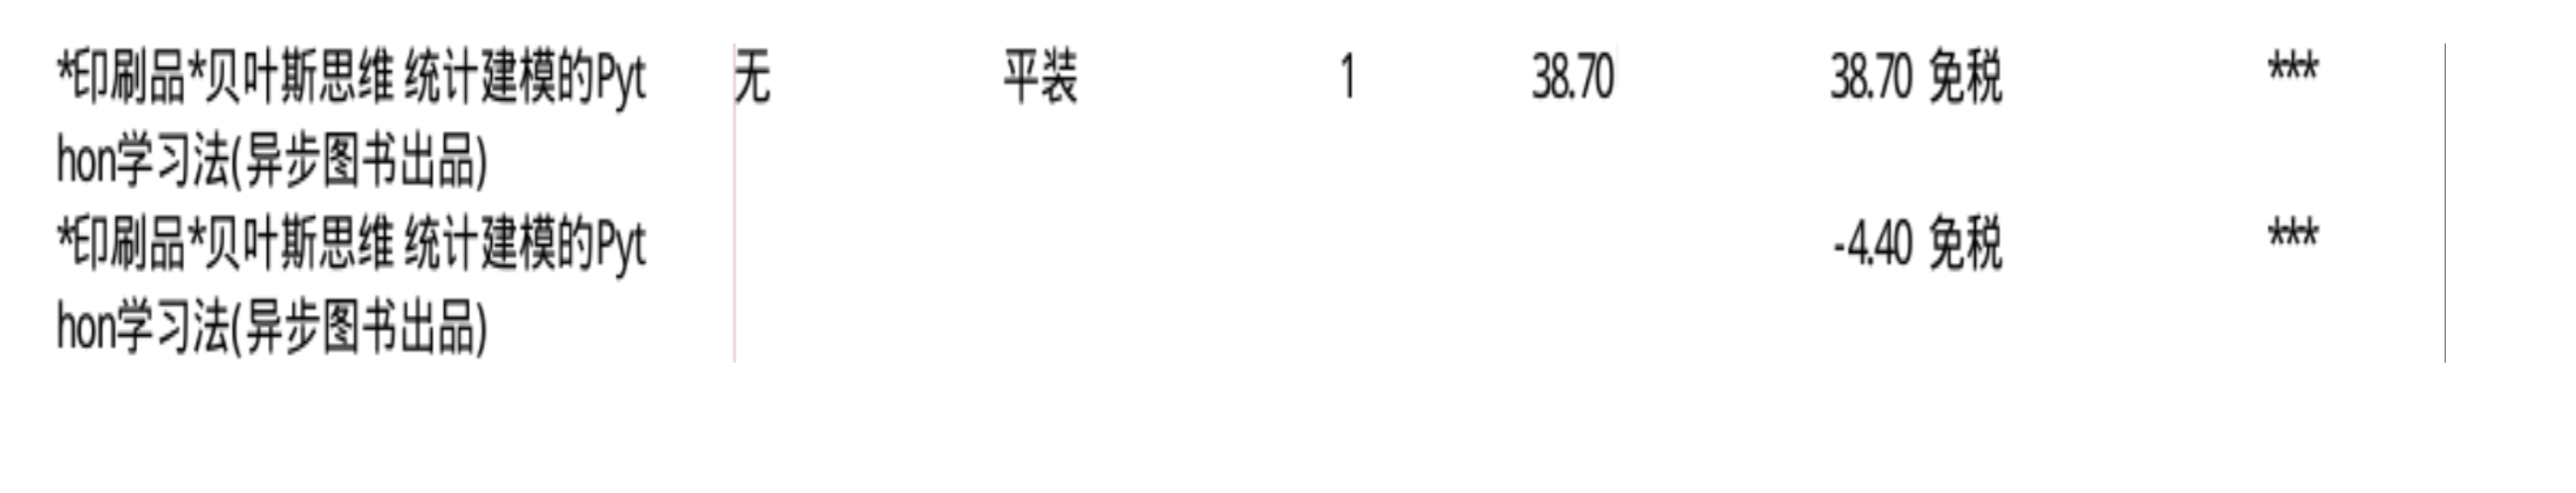 *印刷品*贝叶斯思维 统计建模的Pyt 无 平装 1 38.70 38.70 免税 ***
hon学习法(异步图书出品)
*印刷品*贝叶斯思维 统计建模的Pyt -4.40 免税 ***
hon学习法(异步图书出品)